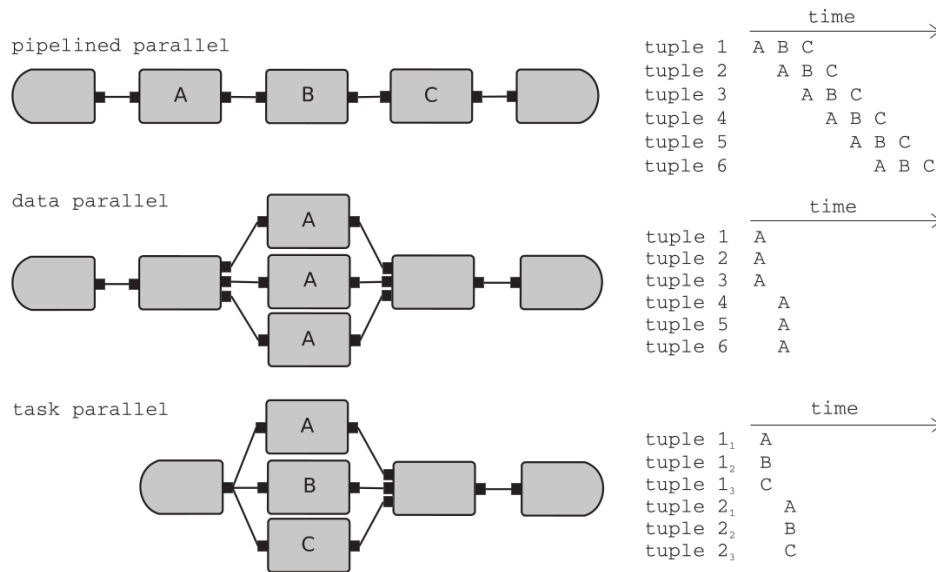 pipelined parallel
A B C
time
tuple 1 A B C
tuple 2 A B C
tuple 3 A B C
tuple 4 A B C
tuple 5 A B C
tuple 6 A B C
data parallel
A
A
A
time
tuple 1 A
tuple 2 A
tuple 3 A
tuple 4 A
tuple 5 A
tuple 6 A
task parallel
A
B
C
time
tuple 1₁ A
tuple 1₂ B
tuple 1₃ C
tuple 2₁ A
tuple 2₂ B
tuple 2₃ C